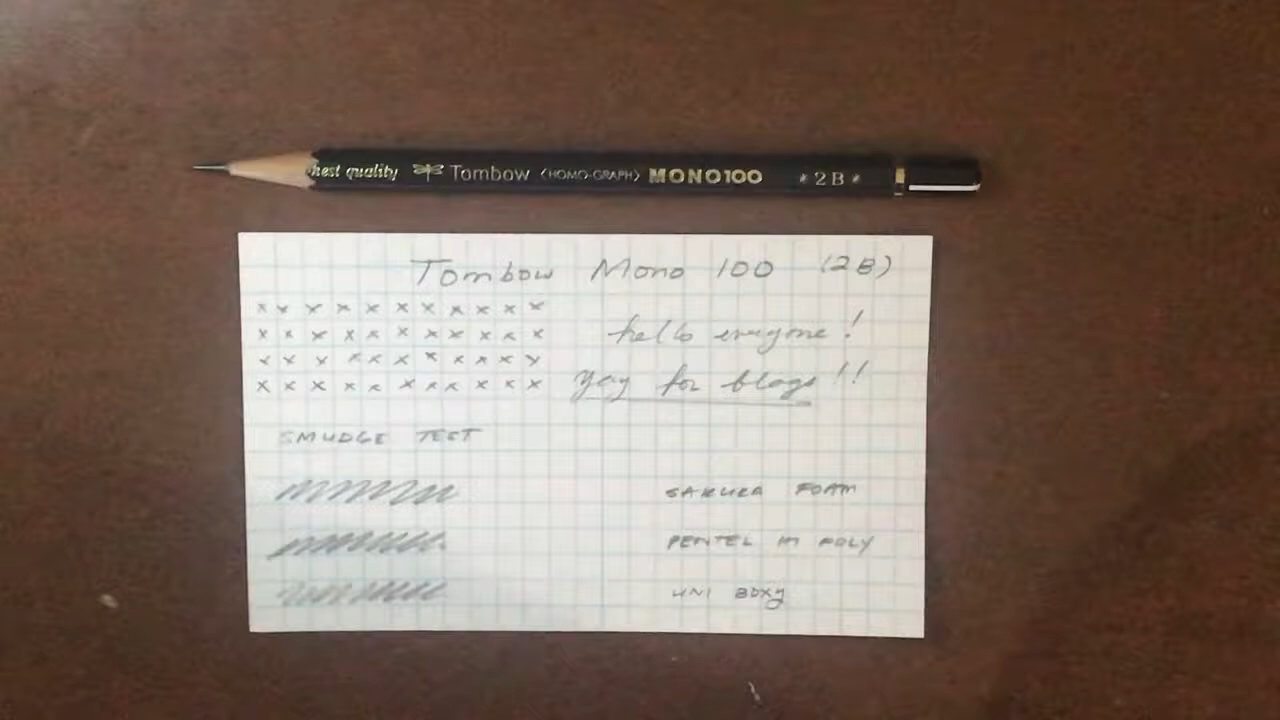 hest quality Tombow <HOMO-GRAPH> MONO100 * 2B *
Tombow Mono 100 (2B)
x x x x x x x x x x x
x x x x x x x x x x x
x x x x x x x x x x x
x x x x x x x x x x x
hello everyone!
yay for blogs!!
SMUDGE TEST
SAKURA FOAM
PENTEL HI POLY
UNI BOXY